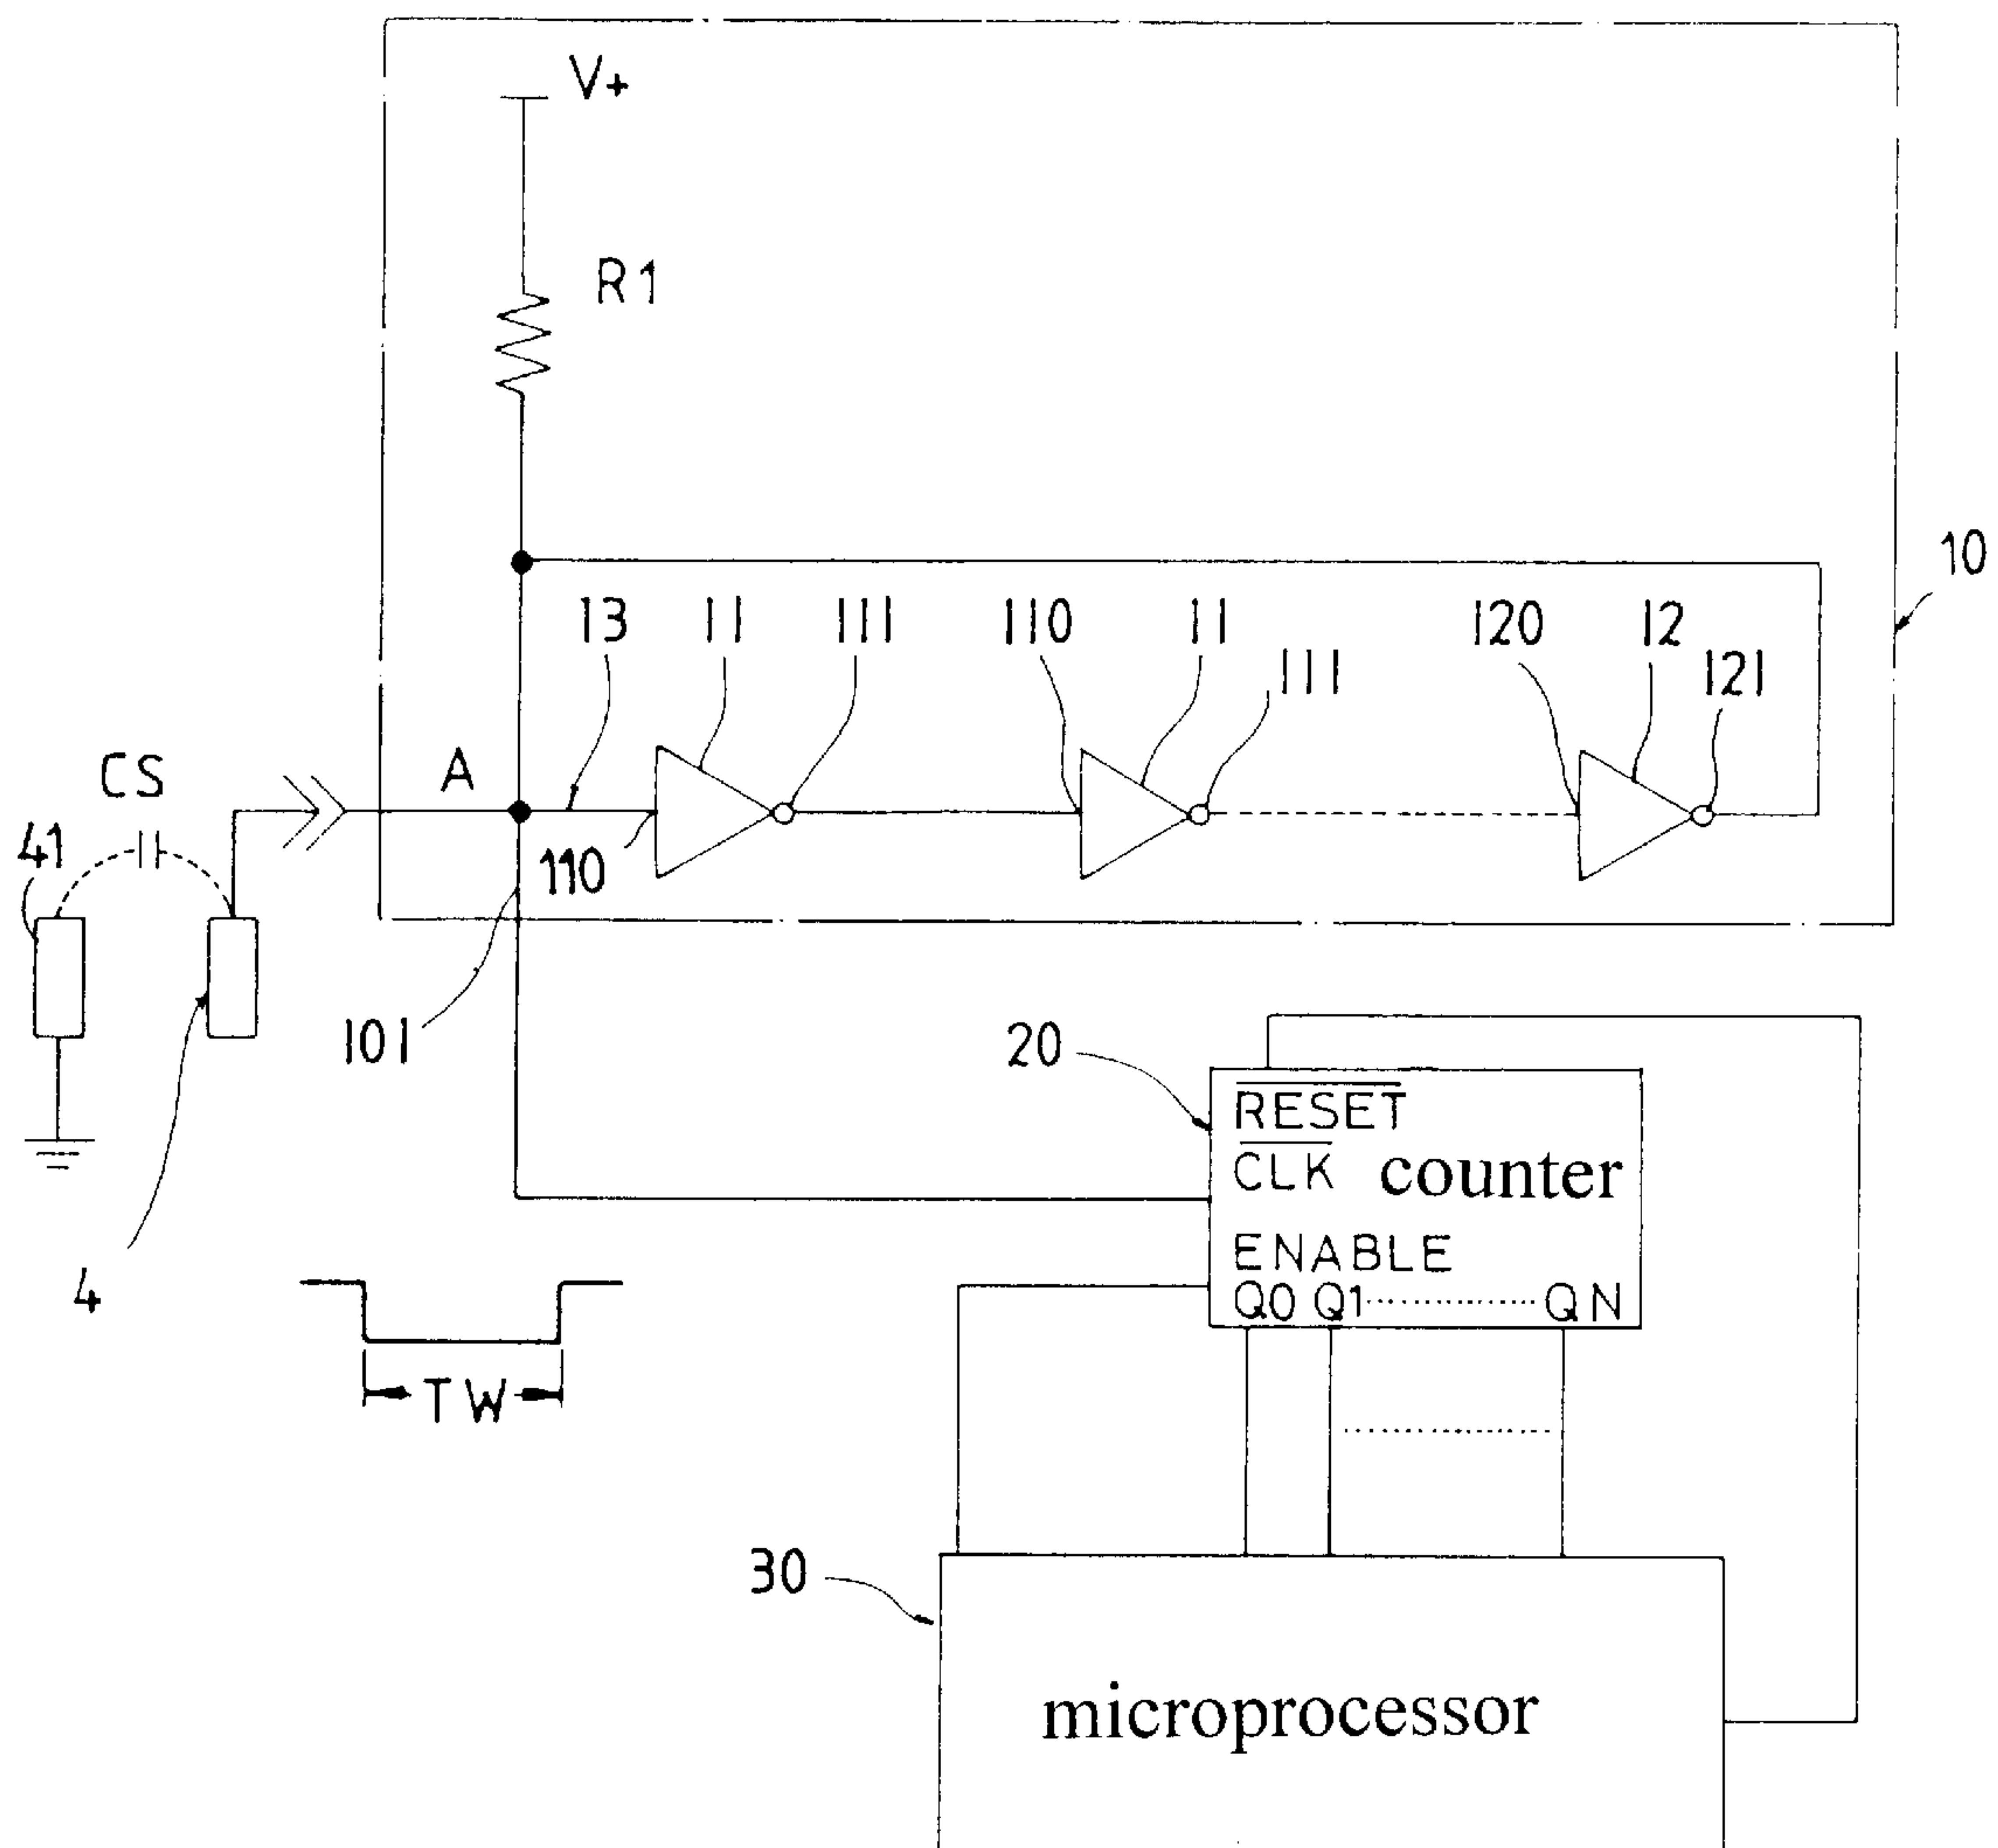 V+
R1
10
13 11 111 110 11 111 120 12 121
CS A
41
110
101
20
RESET
CLK counter
ENABLE
Q0 Q1 QN
4
TW
30
microprocessor